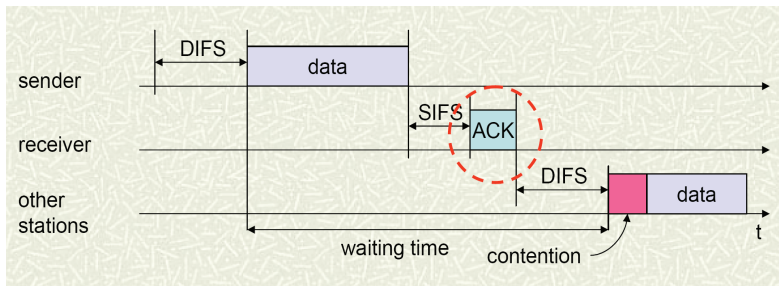 DIFS
data
sender
SIFS
ACK
receiver
DIFS
data
other
stations
t
waiting time
contention